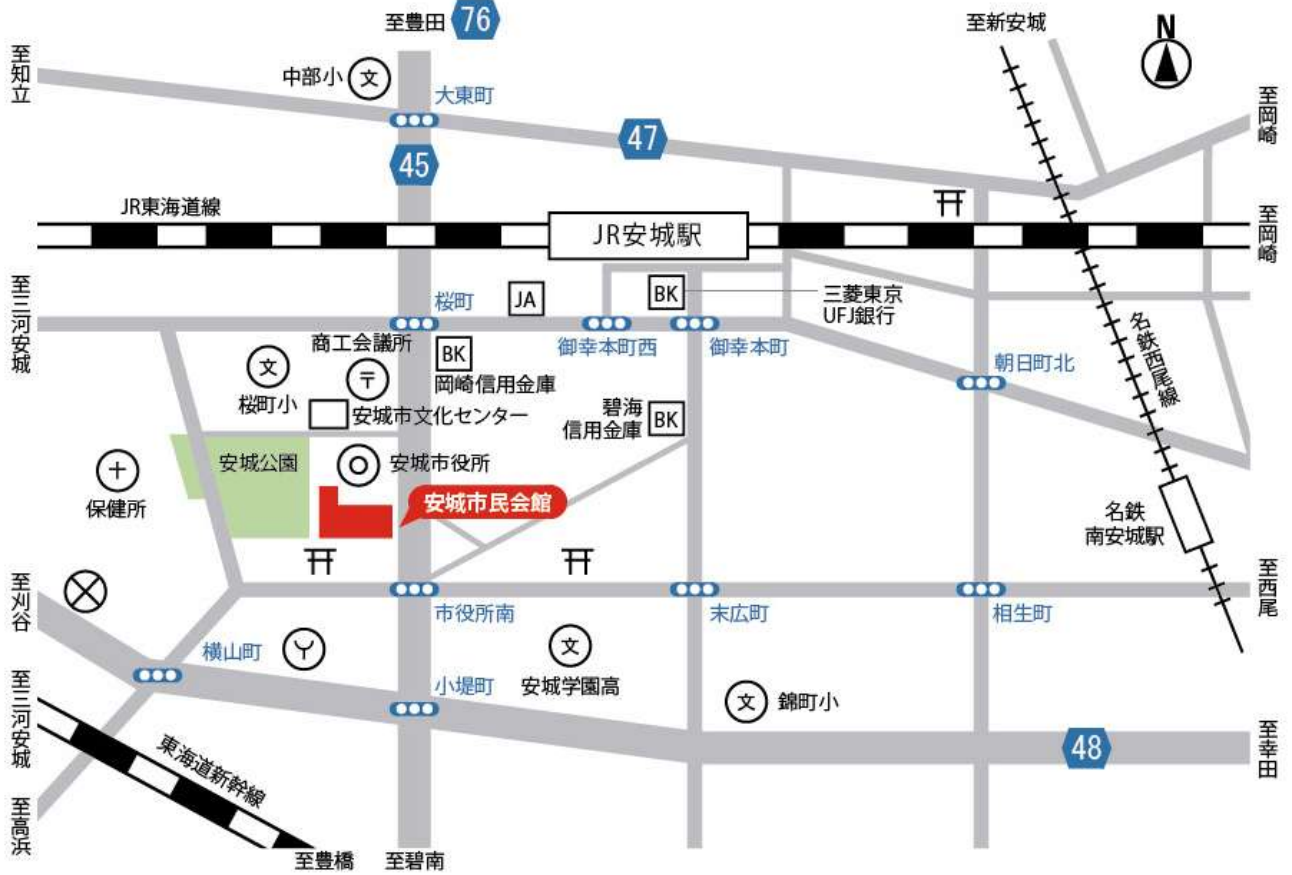 至豊田
76
至新安城
N
至知立
中部小
文
大東町
至岡崎
47
45
JR東海道線
JR安城駅
至岡崎
至三河安城
桜町
JA
BK
三菱東京
UFJ銀行
名鉄西尾線
商工会議所
御幸本町西
御幸本町
BK
岡崎信用金庫
朝日町北
文
桜町小
〒
安城市文化センター
碧海
信用金庫
BK
安城公園
安城市役所
保健所
安城市民会館
名鉄
南安城駅
至刈谷
至西尾
市役所南
末広町
相生町
横山町
文
安城学園高
小堤町
文
錦町小
至三河安城
東海道新幹線
48
至幸田
至高浜
至豊橋
至碧南